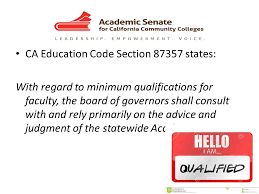 Academic Senate
for California Community Colleges
LEADERSHIP. EMPOWERMENT. VOICE.
• CA Education Code Section 87357 states:
With regard to minimum qualifications for
faculty, the board of governors shall consult
with and rely primarily on the advice and
judgment of the statewide Acc
HELLO
I AM...
QUALIFIED